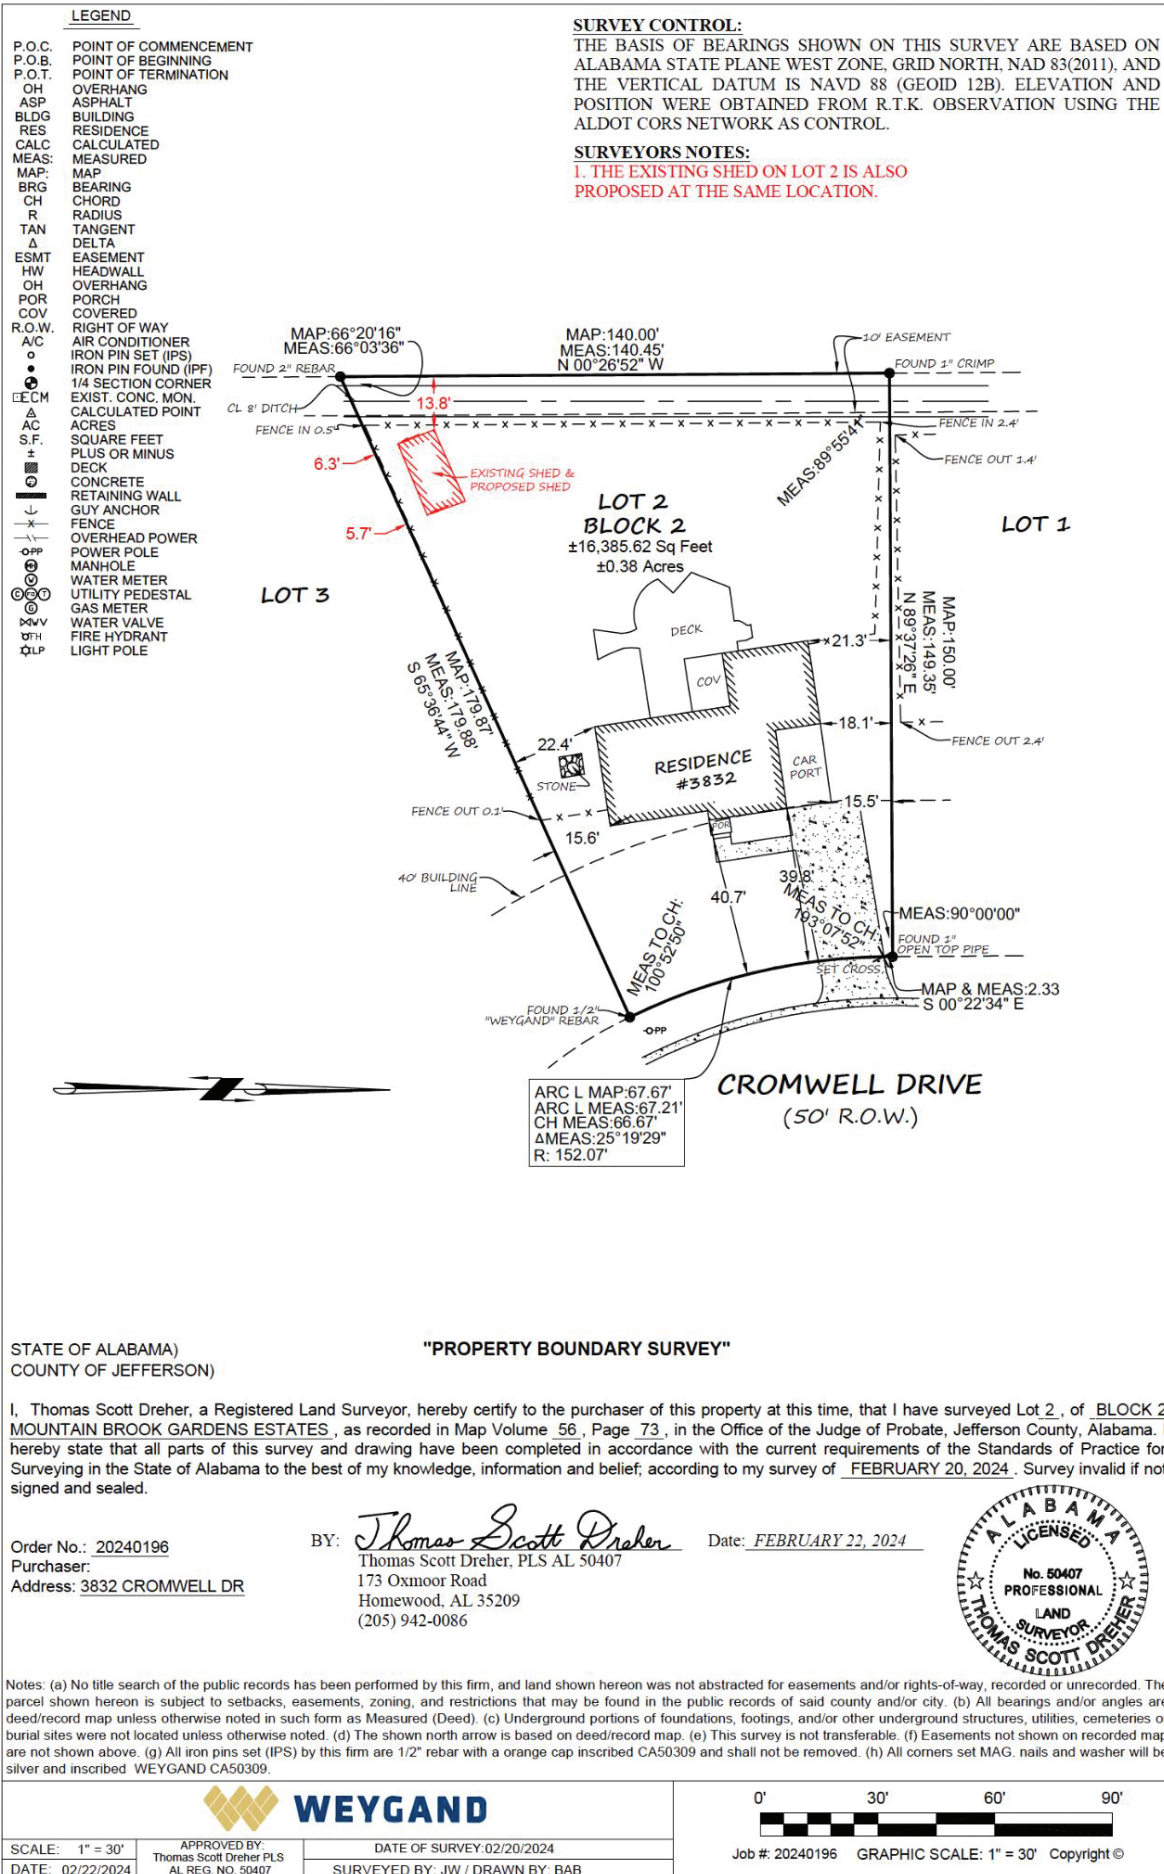 LEGEND
P.O.C. POINT OF COMMENCEMENT
P.O.B. POINT OF BEGINNING
P.O.T. POINT OF TERMINATION
OH OVERHANG
ASP ASPHALT
BLDG BUILDING
RES RESIDENCE
CALC CALCULATED
MEAS: MEASURED
MAP: MAP
BRG BEARING
CH CHORD
R RADIUS
TAN TANGENT
Δ DELTA
ESMT EASEMENT
HW HEADWALL
OH OVERHANG
POR PORCH
COV COVERED
R.O.W. RIGHT OF WAY
A/C AIR CONDITIONER
IRON PIN SET (IPS)
IRON PIN FOUND (IPF)
1/4 SECTION CORNER
ECM EXIST. CONC. MON.
CALCULATED POINT
AC ACRES
S.F. SQUARE FEET
± PLUS OR MINUS
DECK
CONCRETE
RETAINING WALL
GUY ANCHOR
x FENCE
OVERHEAD POWER
PP POWER POLE
MANHOLE
WATER METER
UTILITY PEDESTAL
G GAS METER
WV WATER VALVE
FH FIRE HYDRANT
LP LIGHT POLE
SURVEY CONTROL:
THE BASIS OF BEARINGS SHOWN ON THIS SURVEY ARE BASED ON
ALABAMA STATE PLANE WEST ZONE, GRID NORTH, NAD 83(2011), AND
THE VERTICAL DATUM IS NAVD 88 (GEOID 12B). ELEVATION AND
POSITION WERE OBTAINED FROM R.T.K. OBSERVATION USING THE
ALDOT CORS NETWORK AS CONTROL.
SURVEYORS NOTES:
1. THE EXISTING SHED ON LOT 2 IS ALSO
PROPOSED AT THE SAME LOCATION.
MAP:66°20'16"
MEAS:66°03'36"
MAP:140.00'
MEAS:140.45'
N 00°26'52" W
10' EASEMENT
FOUND 2" REBAR
FOUND 1" CRIMP
CL 8' DITCH
13.8'
FENCE IN 0.5'
FENCE IN 2.4'
MEAS:89°55'41"
FENCE OUT 1.4'
6.3'
EXISTING SHED &
PROPOSED SHED
5.7'
LOT 2
BLOCK 2
±16,385.62 Sq Feet
±0.38 Acres
LOT 1
LOT 3
DECK
COV
21.3'
MAP:150.00'
MEAS:149.35'
N 89°37'26" E
MAP:179.87'
MEAS:179.88'
S 65°36'44" W
18.1'
FENCE OUT 2.4'
22.4'
STONE
RESIDENCE
#3832
CAR
PORT
15.5'
FENCE OUT 0.1'
15.6'
POR
40' BUILDING
LINE
39.8'
40.7'
MEAS TO CH:
193°07'52"
MEAS TO CH:
100°52'50"
MEAS:90°00'00"
FOUND 1"
OPEN TOP PIPE
SET CROSS
MAP & MEAS:2.33
S 00°22'34" E
FOUND 1/2"
"WEYGAND" REBAR
PP
ARC L MAP:67.67'
ARC L MEAS:67.21'
CH MEAS:66.67'
ΔMEAS:25°19'29"
R: 152.07'
CROMWELL DRIVE
(50' R.O.W.)
STATE OF ALABAMA)
COUNTY OF JEFFERSON)
"PROPERTY BOUNDARY SURVEY"
I, Thomas Scott Dreher, a Registered Land Surveyor, hereby certify to the purchaser of this property at this time, that I have surveyed Lot 2 , of BLOCK 2
MOUNTAIN BROOK GARDENS ESTATES , as recorded in Map Volume 56 , Page 73 , in the Office of the Judge of Probate, Jefferson County, Alabama.
hereby state that all parts of this survey and drawing have been completed in accordance with the current requirements of the Standards of Practice for
Surveying in the State of Alabama to the best of my knowledge, information and belief; according to my survey of FEBRUARY 20, 2024 . Survey invalid if not
signed and sealed.
Order No.: 20240196
Purchaser:
Address: 3832 CROMWELL DR
BY: Thomas Scott Dreher
Thomas Scott Dreher, PLS AL 50407
173 Oxmoor Road
Homewood, AL 35209
(205) 942-0086
Date: FEBRUARY 22, 2024
ALABAMA
LICENSED
No. 50407
PROFESSIONAL
LAND
SURVEYOR
THOMAS SCOTT DREHER
Notes: (a) No title search of the public records has been performed by this firm, and land shown hereon was not abstracted for easements and/or rights-of-way, recorded or unrecorded. The
parcel shown hereon is subject to setbacks, easements, zoning, and restrictions that may be found in the public records of said county and/or city. (b) All bearings and/or angles are
deed/record map unless otherwise noted in such form as Measured (Deed). (c) Underground portions of foundations, footings, and/or other underground structures, utilities, cemeteries o
burial sites were not located unless otherwise noted. (d) The shown north arrow is based on deed/record map. (e) This survey is not transferable. (f) Easements not shown on recorded map
are not shown above. (g) All iron pins set (IPS) by this firm are 1/2" rebar with a orange cap inscribed CA50309 and shall not be removed. (h) All corners set MAG. nails and washer will be
silver and inscribed WEYGAND CA50309.
WEYGAND
SCALE: 1" = 30'
DATE: 02/22/2024
APPROVED BY:
Thomas Scott Dreher PLS
AL REG. NO. 50407
DATE OF SURVEY:02/20/2024
SURVEYED BY: JW / DRAWN BY: BAB
0' 30' 60' 90'
Job #: 20240196 GRAPHIC SCALE: 1" = 30' Copyright ©